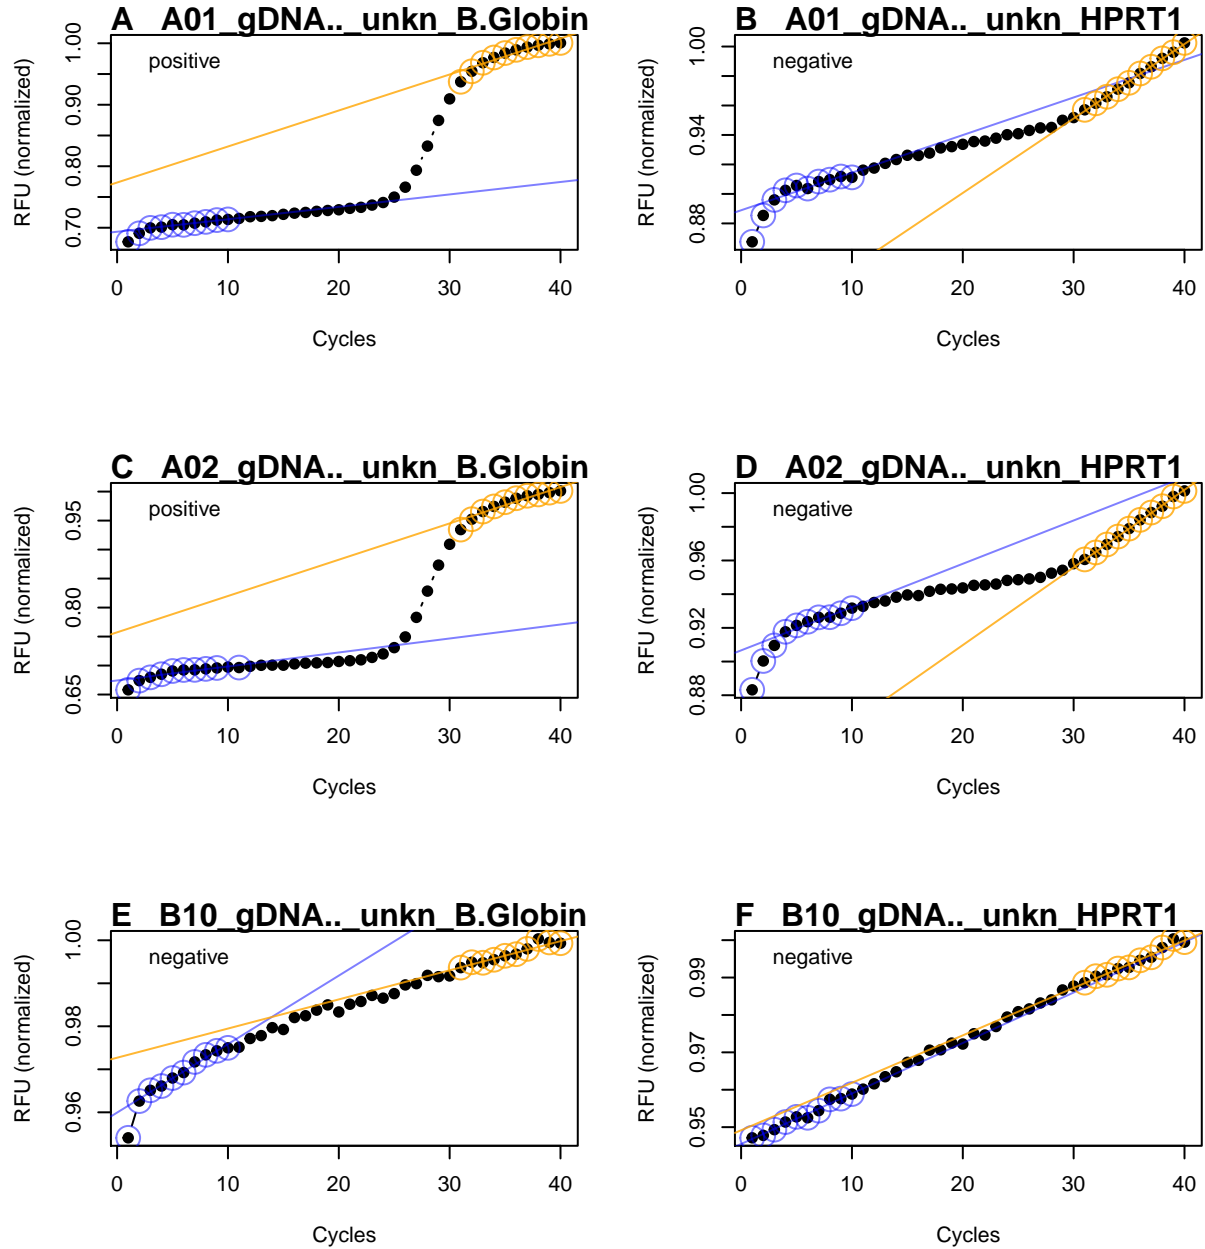 A A01_gDNA.._unkn_B.Globin
positive
RFU (normalized)
1.00
0.90
0.80
0.70
0 10 20 30 40
Cycles
B A01_gDNA.._unkn_HPRT1
negative
RFU (normalized)
1.00
0.94
0.88
0 10 20 30 40
Cycles
C A02_gDNA.._unkn_B.Globin
positive
RFU (normalized)
0.95
0.80
0.65
0 10 20 30 40
Cycles
D A02_gDNA.._unkn_HPRT1
negative
RFU (normalized)
1.00
0.96
0.92
0.88
0 10 20 30 40
Cycles
E B10_gDNA.._unkn_B.Globin
negative
RFU (normalized)
1.00
0.98
0.96
0 10 20 30 40
Cycles
F B10_gDNA.._unkn_HPRT1
negative
RFU (normalized)
0.99
0.97
0.95
0 10 20 30 40
Cycles